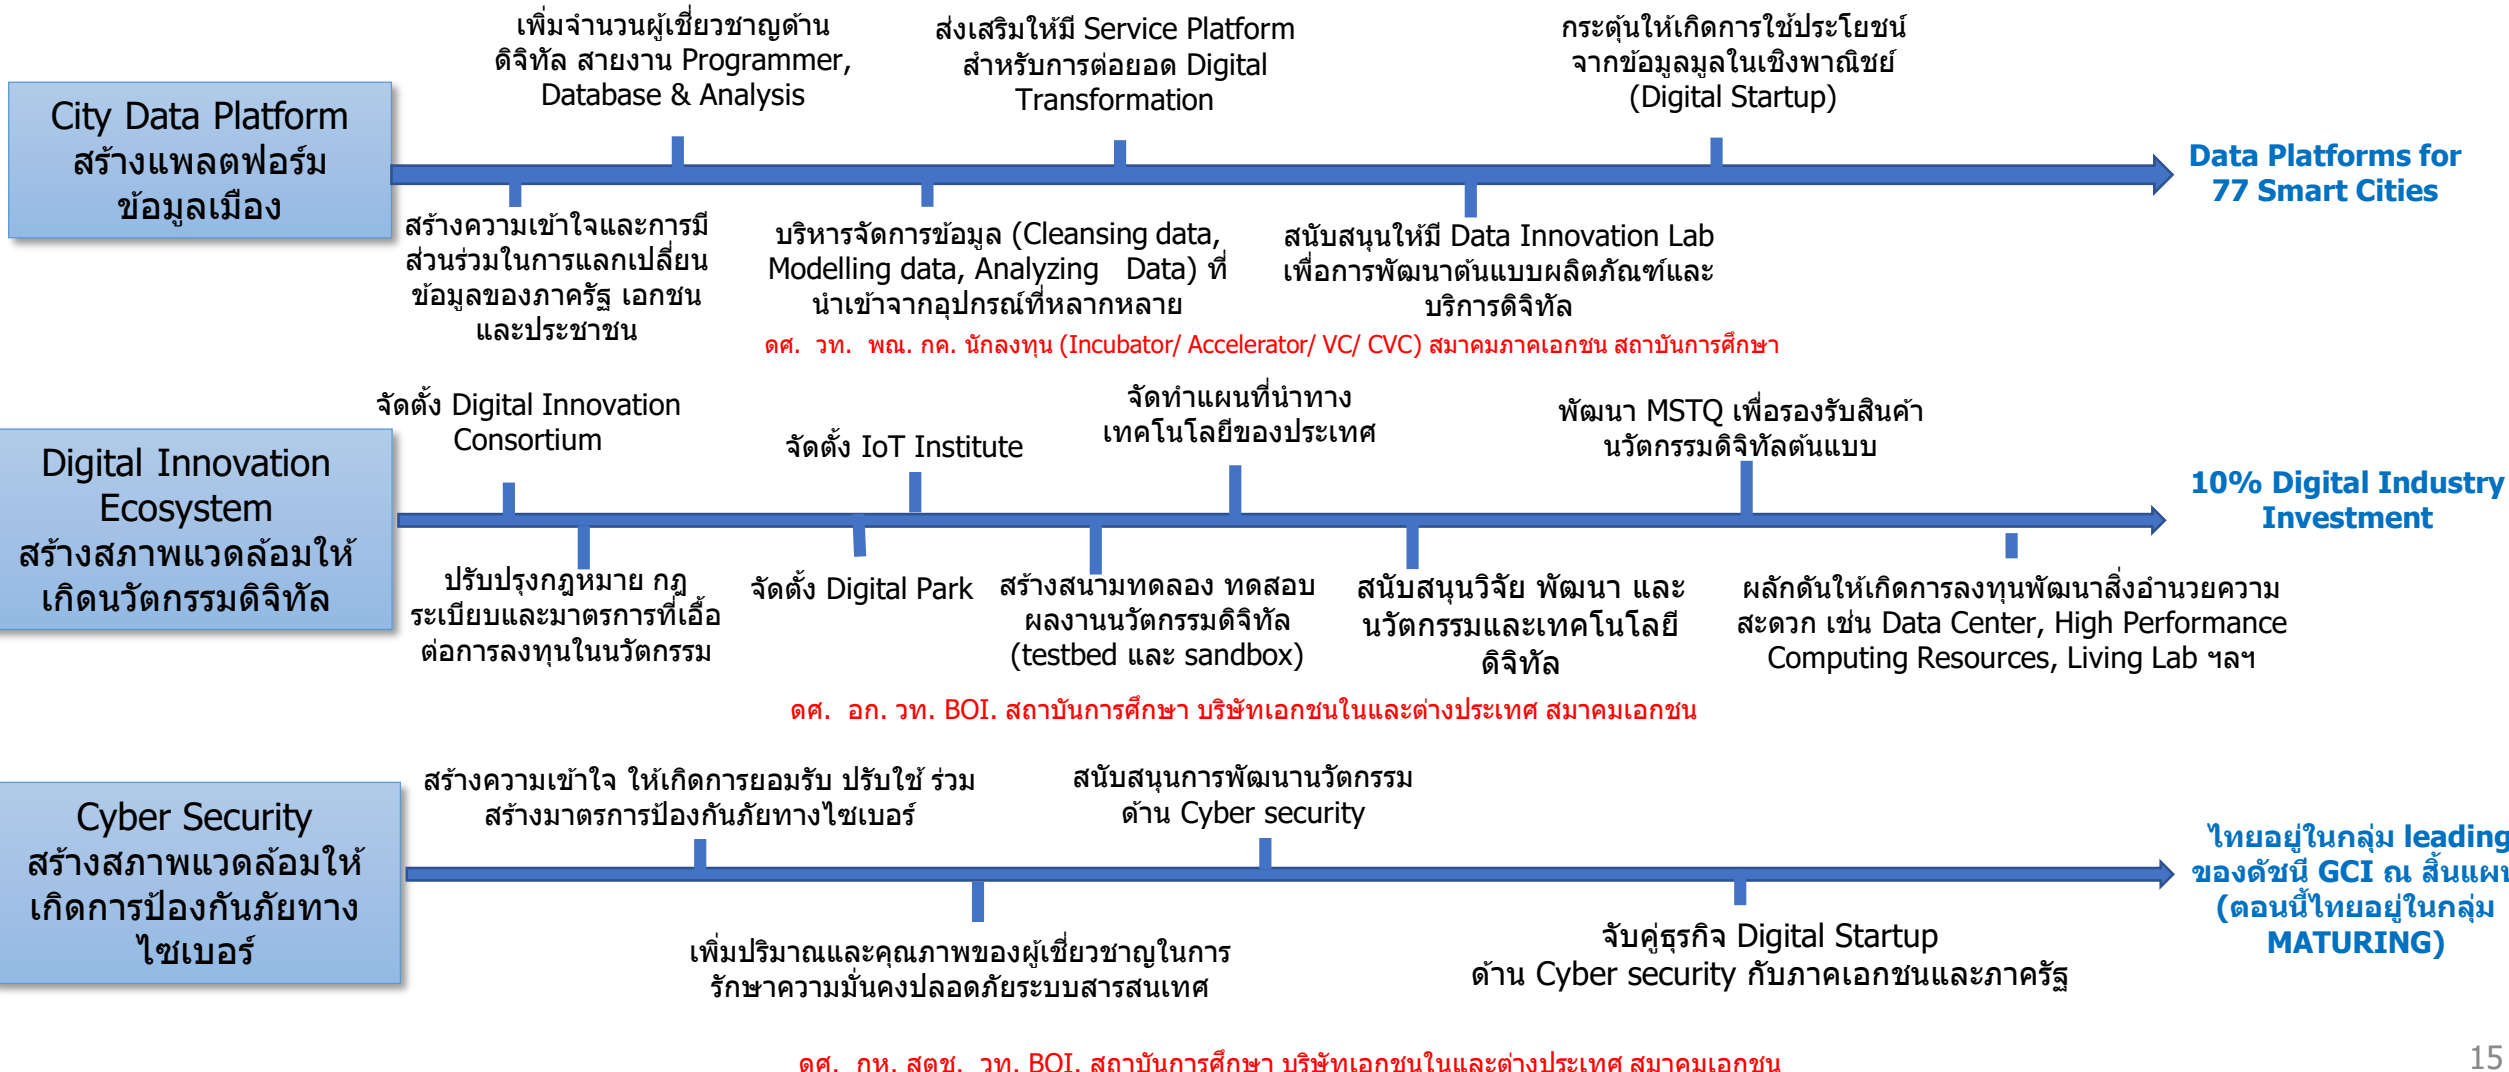 เพิ่มจำนวนผู้เชี่ยวชาญด้าน
ดิจิทัล สายงาน Programmer,
Database & Analysis
ส่งเสริมให้มี Service Platform
สำหรับการต่อยอด Digital
Transformation
กระตุ้นให้เกิดการใช้ประโยชน์
จากข้อมูลมูลในเชิงพาณิชย์
(Digital Startup)
City Data Platform
สร้างแพลตฟอร์ม
ข้อมูลเมือง
Data Platforms for
77 Smart Cities
สร้างความเข้าใจและการมี
ส่วนร่วมในการแลกเปลี่ยน
ข้อมูลของภาครัฐ เอกชน
และประชาชน
บริหารจัดการข้อมูล (Cleansing data,
Modelling data, Analyzing Data) ที่
นำเข้าจากอุปกรณ์ที่หลากหลาย
สนับสนุนให้มี Data Innovation Lab
เพื่อการพัฒนาต้นแบบผลิตภัณฑ์และ
บริการดิจิทัล
ดศ. วท. พณ. กค. นักลงทุน (Incubator/ Accelerator/ VC/ CVC) สมาคมภาคเอกชน สถาบันการศึกษา
จัดตั้ง Digital Innovation
Consortium
จัดตั้ง IoT Institute
จัดทำแผนที่นำทาง
เทคโนโลยีของประเทศ
พัฒนา MSTQ เพื่อรองรับสินค้า
นวัตกรรมดิจิทัลต้นแบบ
Digital Innovation
Ecosystem
สร้างสภาพแวดล้อมให้
เกิดนวัตกรรมดิจิทัล
10% Digital Industry
Investment
ปรับปรุงกฎหมาย กฎ
ระเบียบและมาตรการที่เอื้อ
ต่อการลงทุนในนวัตกรรม
จัดตั้ง Digital Park
สร้างสนามทดลอง ทดสอบ
ผลงานนวัตกรรมดิจิทัล
(testbed และ sandbox)
สนับสนุนวิจัย พัฒนา และ
นวัตกรรมและเทคโนโลยี
ดิจิทัล
ผลักดันให้เกิดการลงทุนพัฒนาสิ่งอำนวยความ
สะดวก เช่น Data Center, High Performance
Computing Resources, Living Lab ฯลฯ
ดศ. อก. วท. BOI. สถาบันการศึกษา บริษัทเอกชนในและต่างประเทศ สมาคมเอกชน
สร้างความเข้าใจ ให้เกิดการยอมรับ ปรับใช้ ร่วม
สร้างมาตรการป้องกันภัยทางไซเบอร์
สนับสนุนการพัฒนานวัตกรรม
ด้าน Cyber security
Cyber Security
สร้างสภาพแวดล้อมให้
เกิดการป้องกันภัยทาง
ไซเบอร์
ไทยอยู่ในกลุ่ม leading
ของดัชนี GCI ณ สิ้นแผน
(ตอนนี้ไทยอยู่ในกลุ่ม
MATURING)
เพิ่มปริมาณและคุณภาพของผู้เชี่ยวชาญในการ
รักษาความมั่นคงปลอดภัยระบบสารสนเทศ
จับคู่ธุรกิจ Digital Startup
ด้าน Cyber security กับภาคเอกชนและภาครัฐ
ดศ. กห. สตช. วท. BOI. สถาบันการศึกษา บริษัทเอกชนในและต่างประเทศ สมาคมเอกชน
15